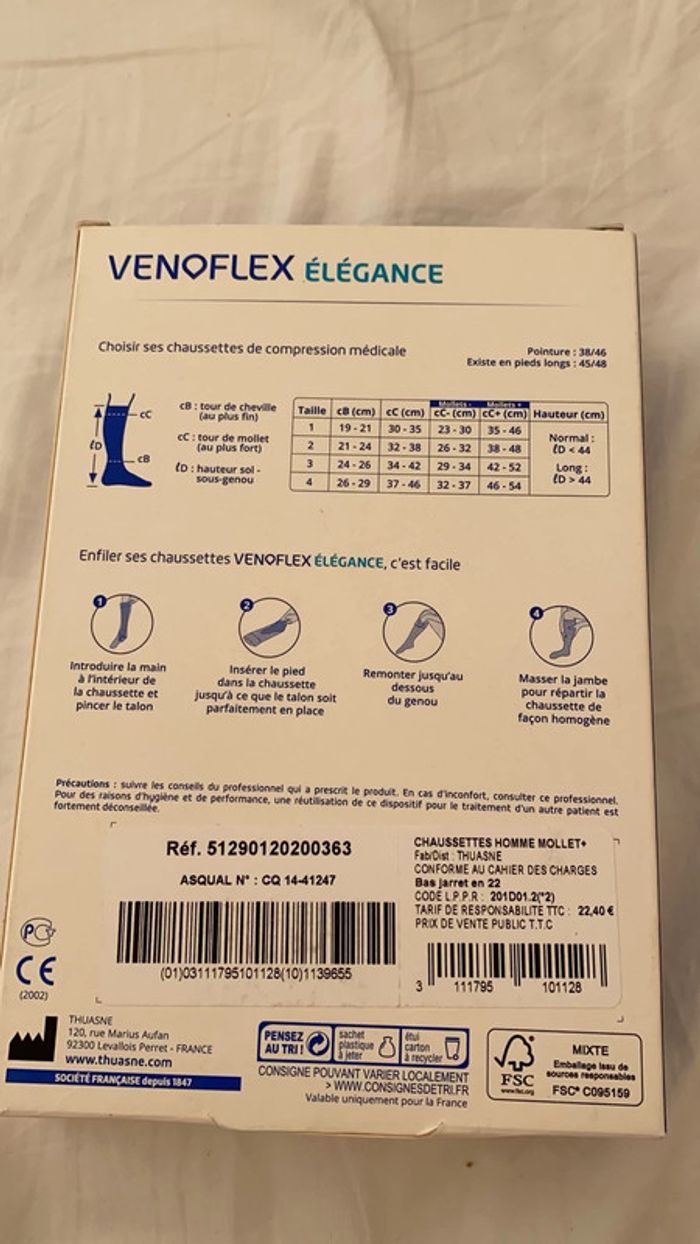 VENOFLEX ÉLÉGANCE
Choisir ses chaussettes de compression médicale
Pointure : 38/46
Existe en pieds longs : 45/48
cC
ℓD
cB
cB : tour de cheville
(au plus fin)
cC : tour de mollet
(au plus fort)
ℓD : hauteur sol -
sous-genou
Mollets - Mollets +
Taille cB (cm) cC (cm) cC- (cm) cC+ (cm) Hauteur (cm)
1 19 - 21 30 - 35 23 - 30 35 - 46
2 21 - 24 32 - 38 26 - 32 38 - 48
3 24 - 26 34 - 42 29 - 34 42 - 52
4 26 - 29 37 - 46 32 - 37 46 - 54
Normal :
ℓD < 44
Long :
ℓD > 44
Enfiler ses chaussettes VENOFLEX ÉLÉGANCE, c'est facile
1
Introduire la main
à l'intérieur de
la chaussette et
pincer le talon
2
Insérer le pied
dans la chaussette
jusqu'à ce que le talon soit
parfaitement en place
3
Remonter jusqu'au
dessous
du genou
4
Masser la jambe
pour répartir la
chaussette de
façon homogène
Précautions : suivre les conseils du professionnel qui a prescrit le produit. En cas d'inconfort, consulter ce professionnel.
Pour des raisons d'hygiène et de performance, une réutilisation de ce dispositif pour le traitement d'un autre patient est
fortement déconseillée.
Réf. 51290120200363
ASQUAL N° : CQ 14-41247
(01)03111795101128(10)1139655
CHAUSSETTES HOMME MOLLET+
Fab/Dist : THUASNE
CONFORME AU CAHIER DES CHARGES
Bas jarret en 22
CODE L.P.P.R : 201D01.2(*2)
TARIF DE RESPONSABILITE TTC : 22,40 €
PRIX DE VENTE PUBLIC T.T.C
3 111795 101128
CE
(2002)
THUASNE
120, rue Marius Aufan
92300 Levallois Perret - FRANCE
www.thuasne.com
SOCIÉTÉ FRANÇAISE depuis 1847
PENSEZ
AU TRI !
sachet
plastique
à jeter
étui
carton
à recycler
CONSIGNE POUVANT VARIER LOCALEMENT
> WWW.CONSIGNESDETRI.FR
Valable uniquement pour la France
FSC
www.fsc.org
MIXTE
Emballage issu de
sources responsables
FSC® C095159